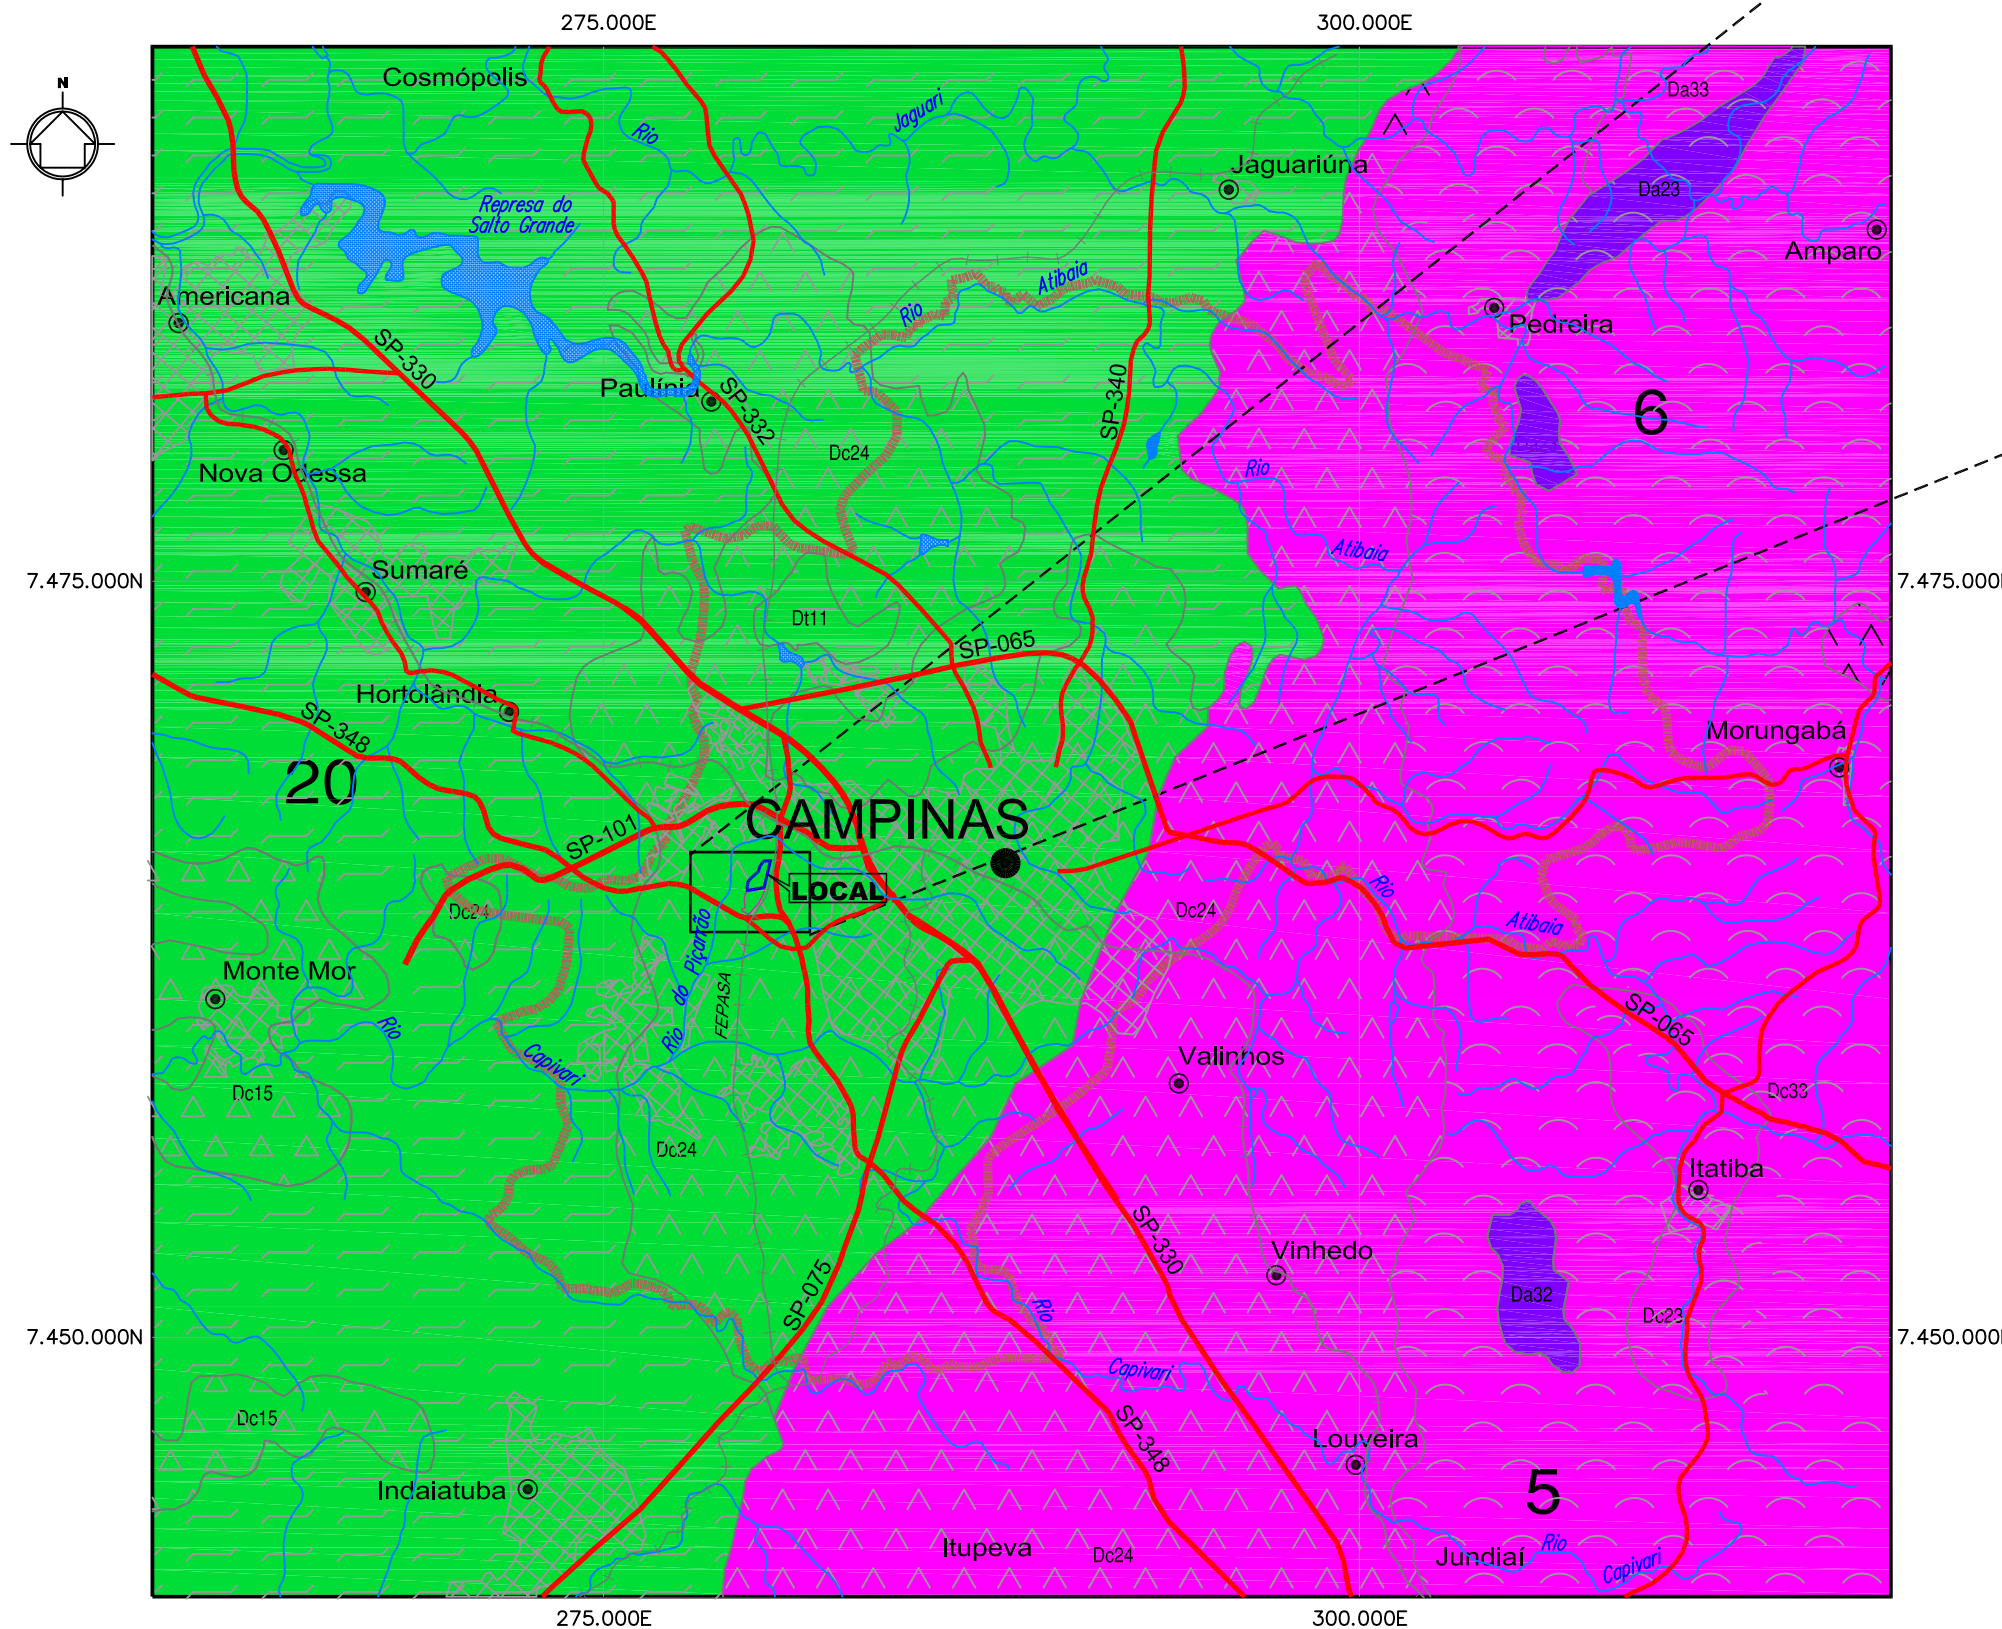 275.000E
300.000E
N
Cosmópolis
Rio
Jaguari
Da33
Jaguariúna
Represa do
Salto Grande
Da23
Amparo
Americana
Rio
Atibaia
Pedreira
SP-330
Paulínia
SP-332
SP-340
6
Dc24
Nova Odessa
Rio
Atibaia
7.475.000N
Sumaré
7.475.000N
Dt11
SP-065
Hortolândia
SP-348
Morungabá
20
CAMPINAS
SP-101
LOCAL
Rio
Dc24
Dc24
Atibaia
Rio do Piçarrão
FEPASA
Monte Mor
Rio
Capivari
SP-065
Valinhos
Dc15
Dc33
Dc24
Itatiba
SP-330
Vinhedo
SP-075
Rio
Da32
Dc23
7.450.000N
7.450.000N
Capivari
Dc15
SP-348
Louveira
Indaiatuba
5
Itupeva
Dc24
Jundiaí
Rio
Capivari
275.000E
300.000E